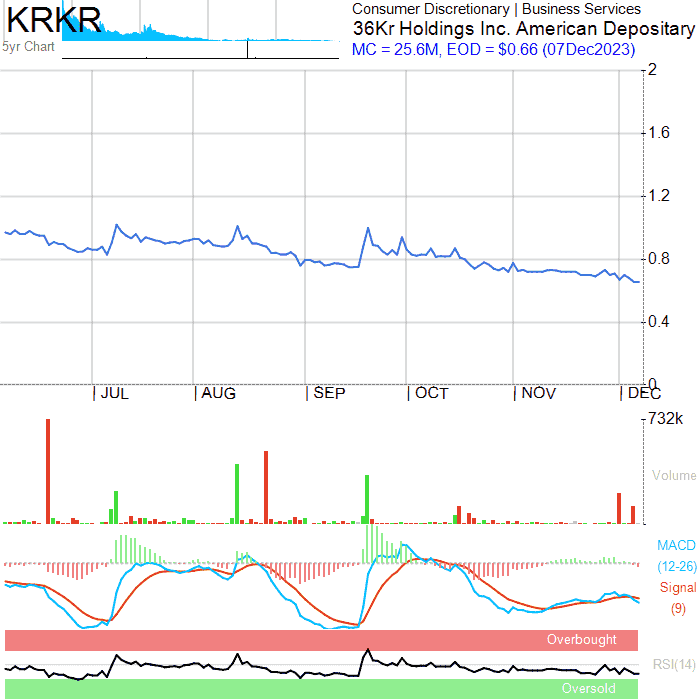 KRKR
5yr Chart
Consumer Discretionary | Business Services
36Kr Holdings Inc. American Depositary
MC = 25.6M, EOD = $0.66 (07Dec2023)
2
1.6
1.2
0.8
0.4
0
JUL AUG SEP OCT NOV DEC
732k
Volume
MACD
(12-26)
Signal
(9)
Overbought
RSI(14)
Oversold